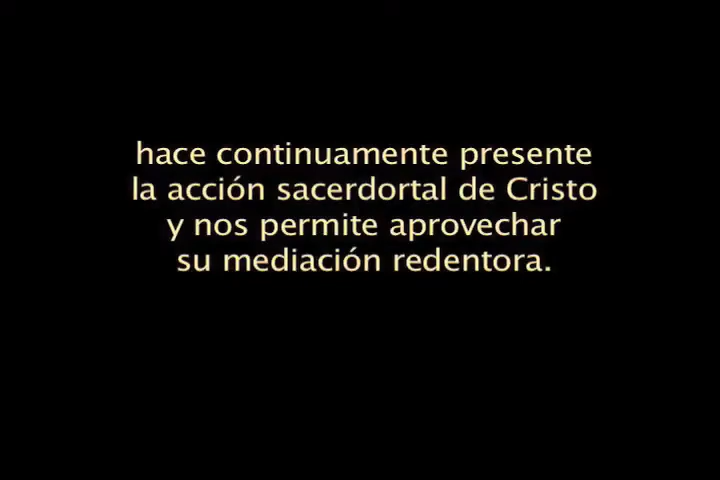 hace continuamente presente
la acción sacerdortal de Cristo
y nos permite aprovechar
su mediación redentora.